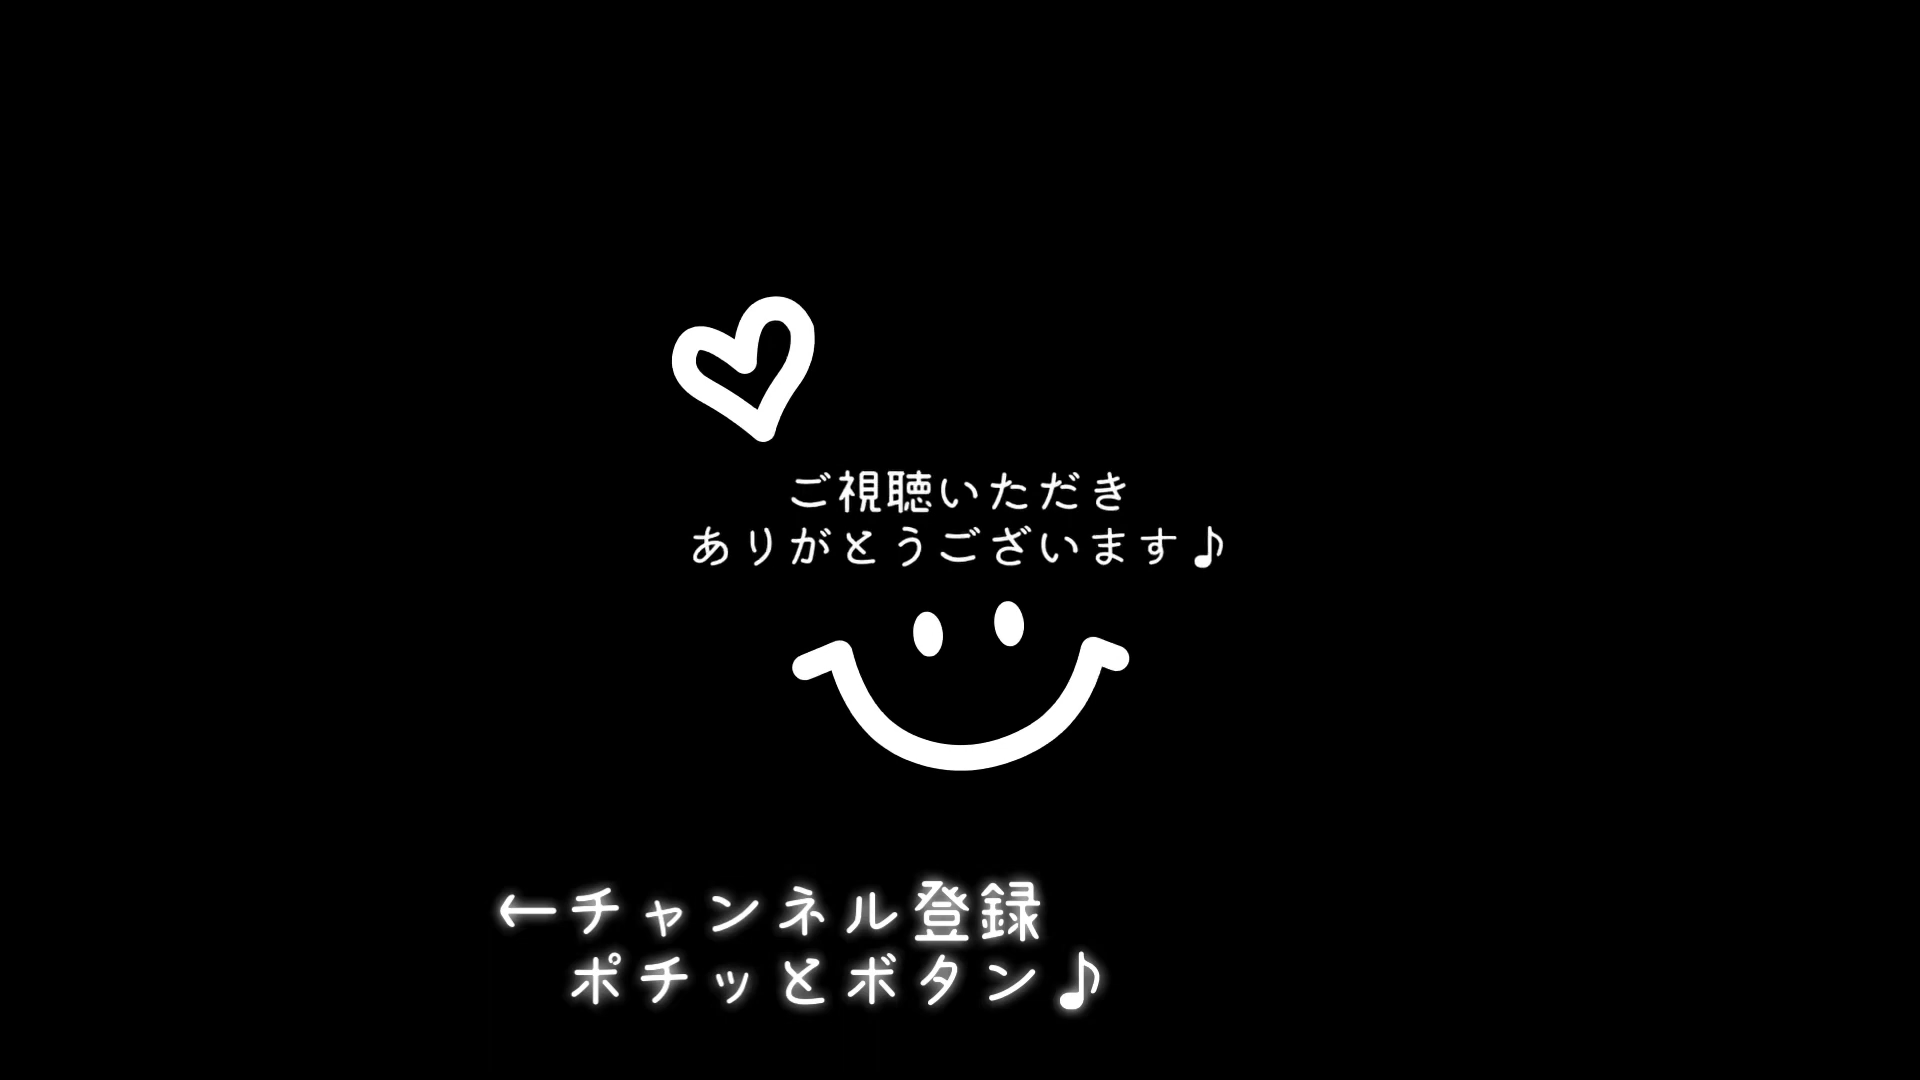 ご視聴いただき
ありがとうございます♪
←チャンネル登録
ポチッとボタン♪